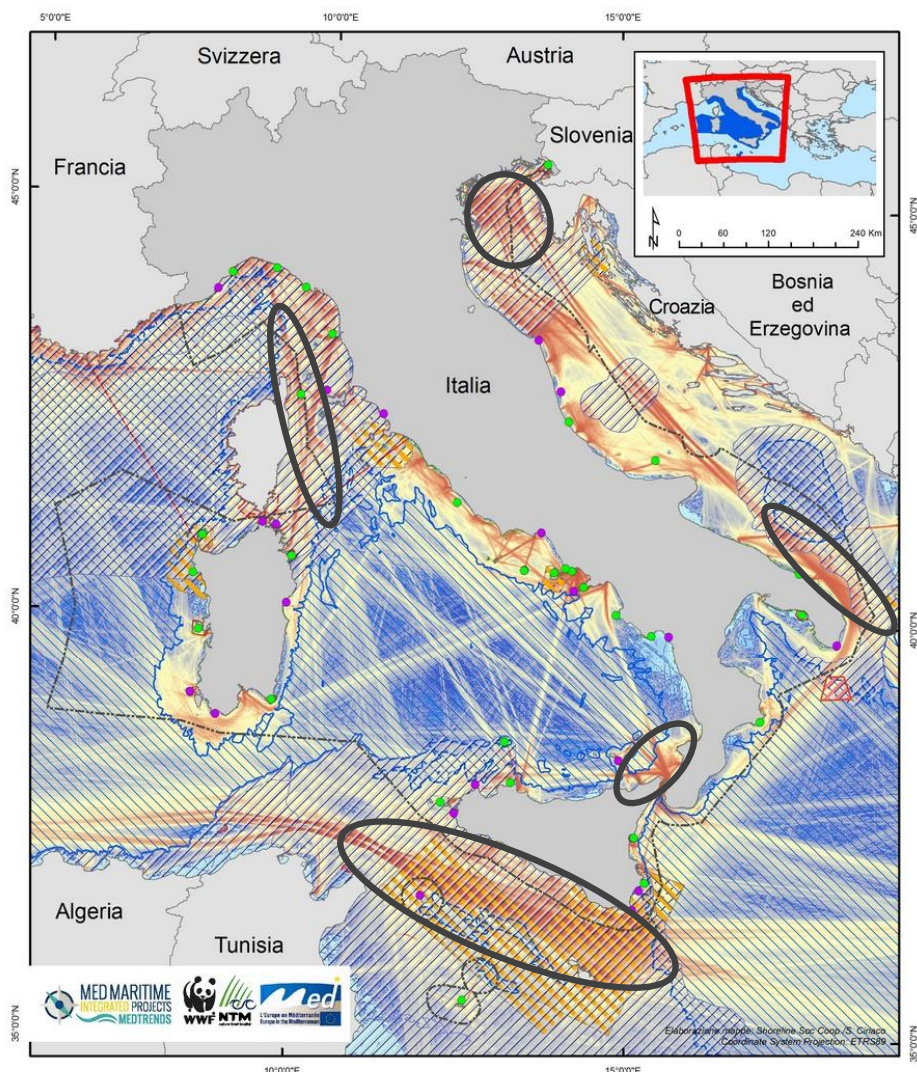 5°0'0"E
10°0'0"E
15°0'0"E
Svizzera
Austria
Slovenia
Francia
45°0'0"N
45°0'0"N
N
0 60 120 240 Km
Croazia
Bosnia
ed
Erzegovina
Italia
40°0'0"N
40°0'0"N
Algeria
Tunisia
MED MARITIME
INTEGRATED PROJECTS
MEDTRENDS
WWF
NTM
Med
L'Europe en Méditerranée
Europe in the Mediterranean
35°0'0"N
35°0'0"N
Elaborazione mappe: Shoreline Soc Coop /S. Ciriaco
Coordinate System Projection: ETRS89
10°0'0"E
15°0'0"E